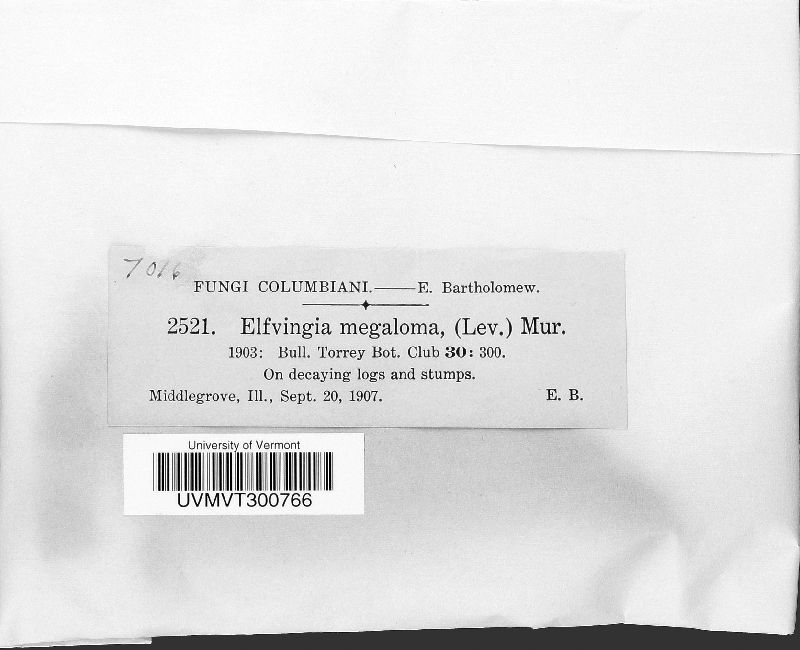 7016
FUNGI COLUMBIANI.——E. Bartholomew.
2521. Elfvingia megaloma, (Lev.) Mur.
1903: Bull. Torrey Bot. Club 30: 300.
On decaying logs and stumps.
Middlegrove, Ill., Sept. 20, 1907. E. B.
University of Vermont
UVMVT300766